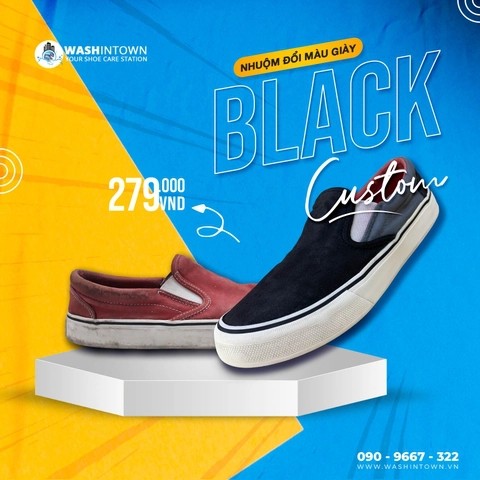 WASHINTOWN
YOUR SHOE CARE STATION
NHUỘM ĐỔI MÀU GIÀY
BLACK
Custom
279.000
VND
090 - 9667 - 322
WWW.WASHINTOWN.VN